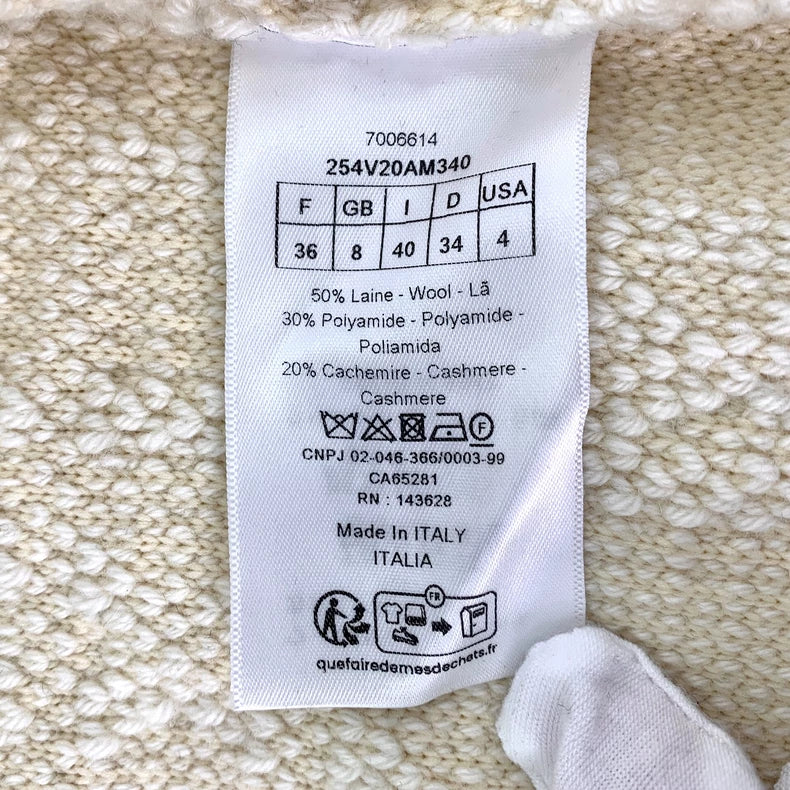 7006614
254V20AM340
F GB I D USA
36 8 40 34 4
50% Laine - Wool - Lã
30% Polyamide - Polyamide -
Poliamida
20% Cachemire - Cashmere -
Cashmere
F
CNPJ 02-046-366/0003-99
CA65281
RN : 143628
Made In ITALY
ITALIA
FR
quefairedemesdechets.fr